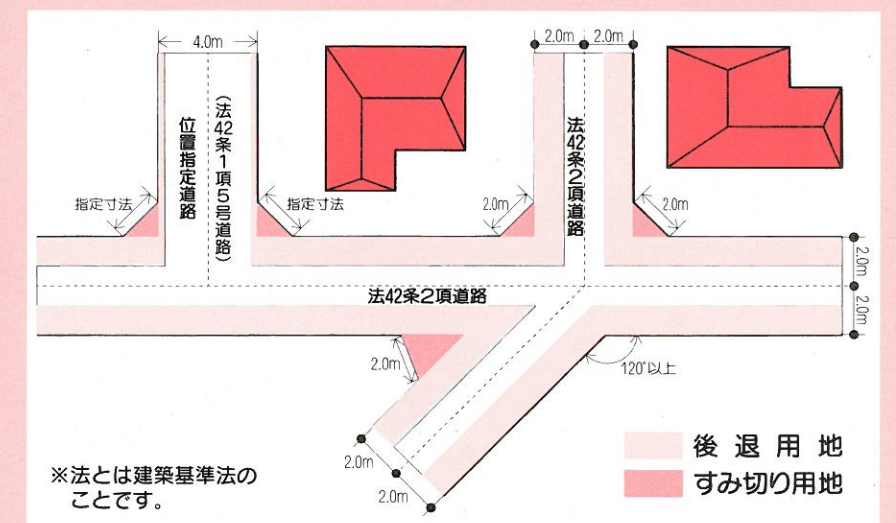 4.0m
2.0m 2.0m
位置指定道路
(法42条1項5号道路)
法42条2項道路
指定寸法
指定寸法
2.0m
2.0m
2.0m
2.0m
法42条2項道路
2.0m
120°以上
2.0m
2.0m
後退用地
すみ切り用地
※法とは建築基準法の
ことです。